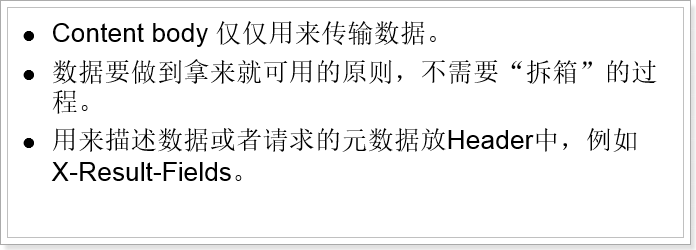 ● Content body 仅仅用来传输数据。
● 数据要做到拿来就可用的原则，不需要“拆箱”的过
程。
● 用来描述数据或者请求的元数据放Header中，例如
X-Result-Fields。